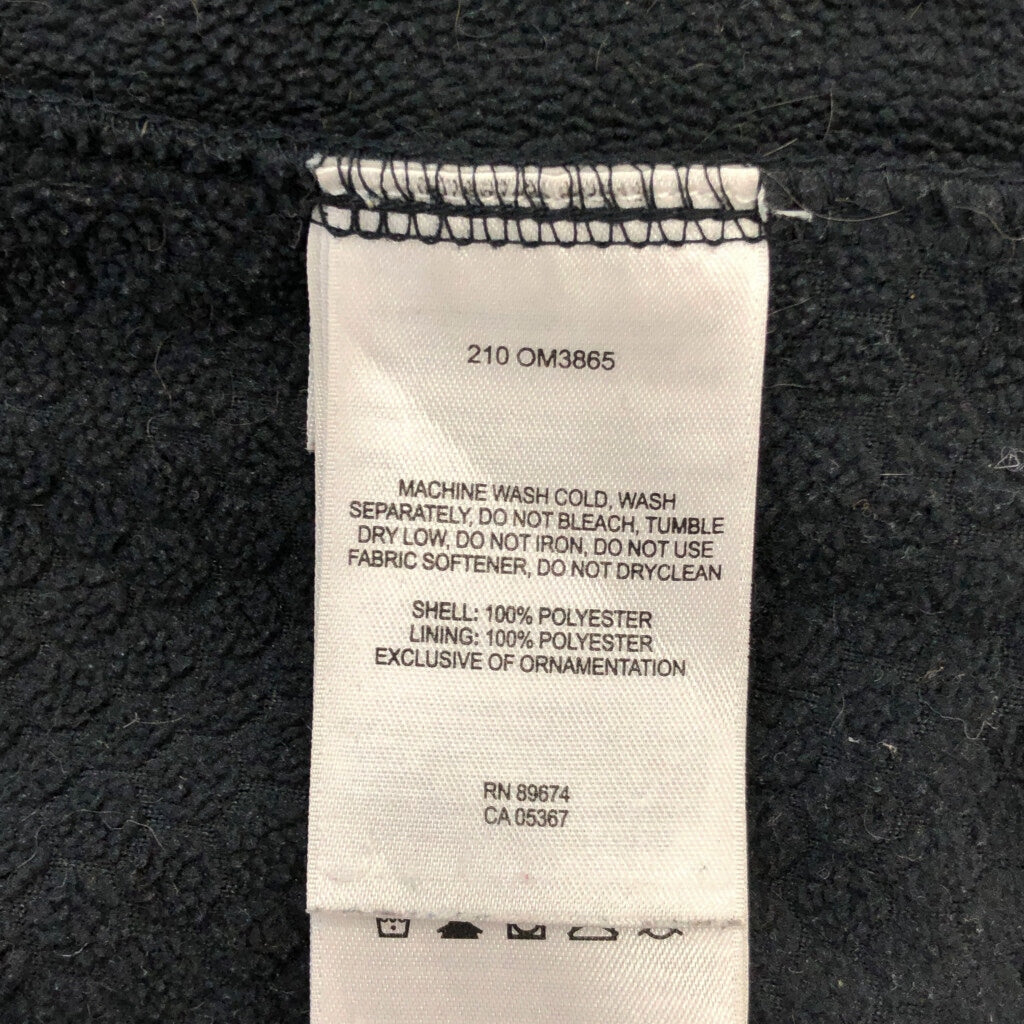 210 OM3865
MACHINE WASH COLD, WASH
SEPARATELY, DO NOT BLEACH, TUMBLE
DRY LOW, DO NOT IRON, DO NOT USE
FABRIC SOFTENER, DO NOT DRYCLEAN
SHELL: 100% POLYESTER
LINING: 100% POLYESTER
EXCLUSIVE OF ORNAMENTATION
RN 89674
CA 05367